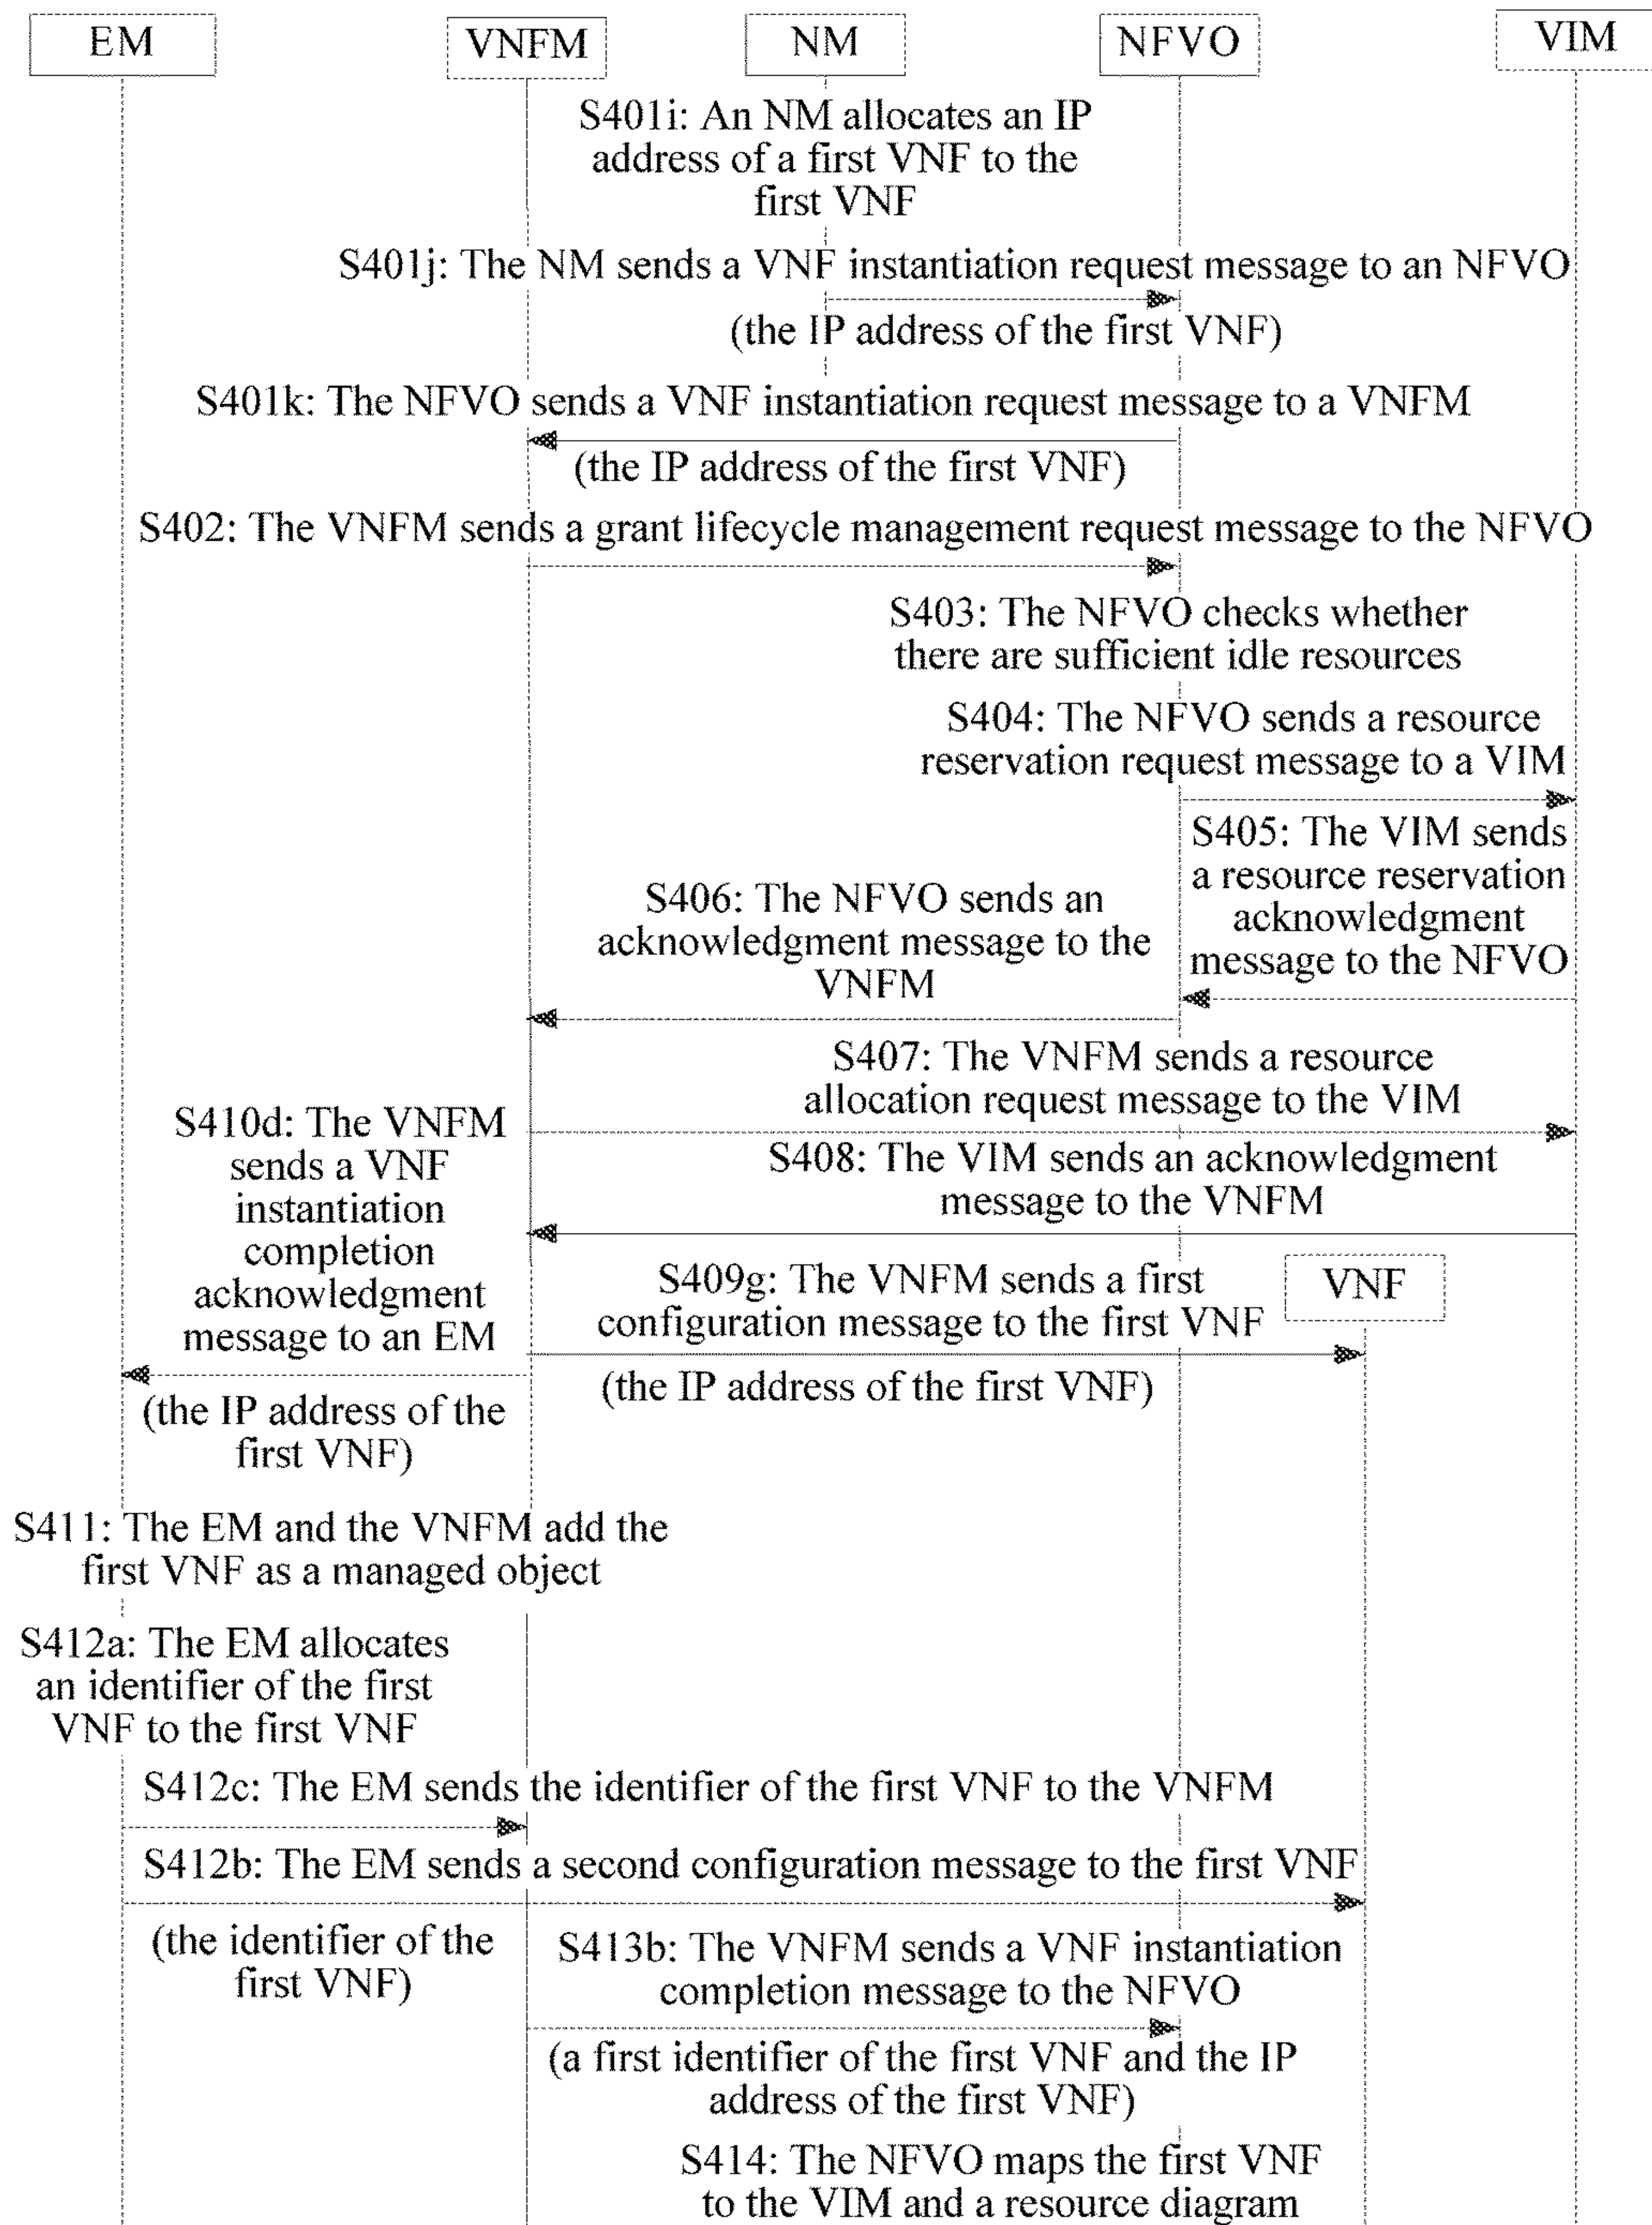 EM
VNFM
NM
NFVO
VIM
S401i: An NM allocates an IP
address of a first VNF to the
first VNF
S401j: The NM sends a VNF instantiation request message to an NFVO
(the IP address of the first VNF)
S401k: The NFVO sends a VNF instantiation request message to a VNFM
(the IP address of the first VNF)
S402: The VNFM sends a grant lifecycle management request message to the NFVO
S403: The NFVO checks whether
there are sufficient idle resources
S404: The NFVO sends a resource
reservation request message to a VIM
S405: The VIM sends
a resource reservation
acknowledgment
message to the NFVO
S406: The NFVO sends an
acknowledgment message to the
VNFM
S407: The VNFM sends a resource
allocation request message to the VIM
S408: The VIM sends an acknowledgment
message to the VNFM
S410d: The VNFM
sends a VNF
instantiation
completion
acknowledgment
message to an EM
(the IP address of the
first VNF)
VNF
S409g: The VNFM sends a first
configuration message to the first VNF
(the IP address of the first VNF)
S411: The EM and the VNFM add the
first VNF as a managed object
S412a: The EM allocates
an identifier of the first
VNF to the first VNF
S412c: The EM sends the identifier of the first VNF to the VNFM
S412b: The EM sends a second configuration message to the first VNF
(the identifier of the
first VNF)
S413b: The VNFM sends a VNF instantiation
completion message to the NFVO
(a first identifier of the first VNF and the IP
address of the first VNF)
S414: The NFVO maps the first VNF
to the VIM and a resource diagram